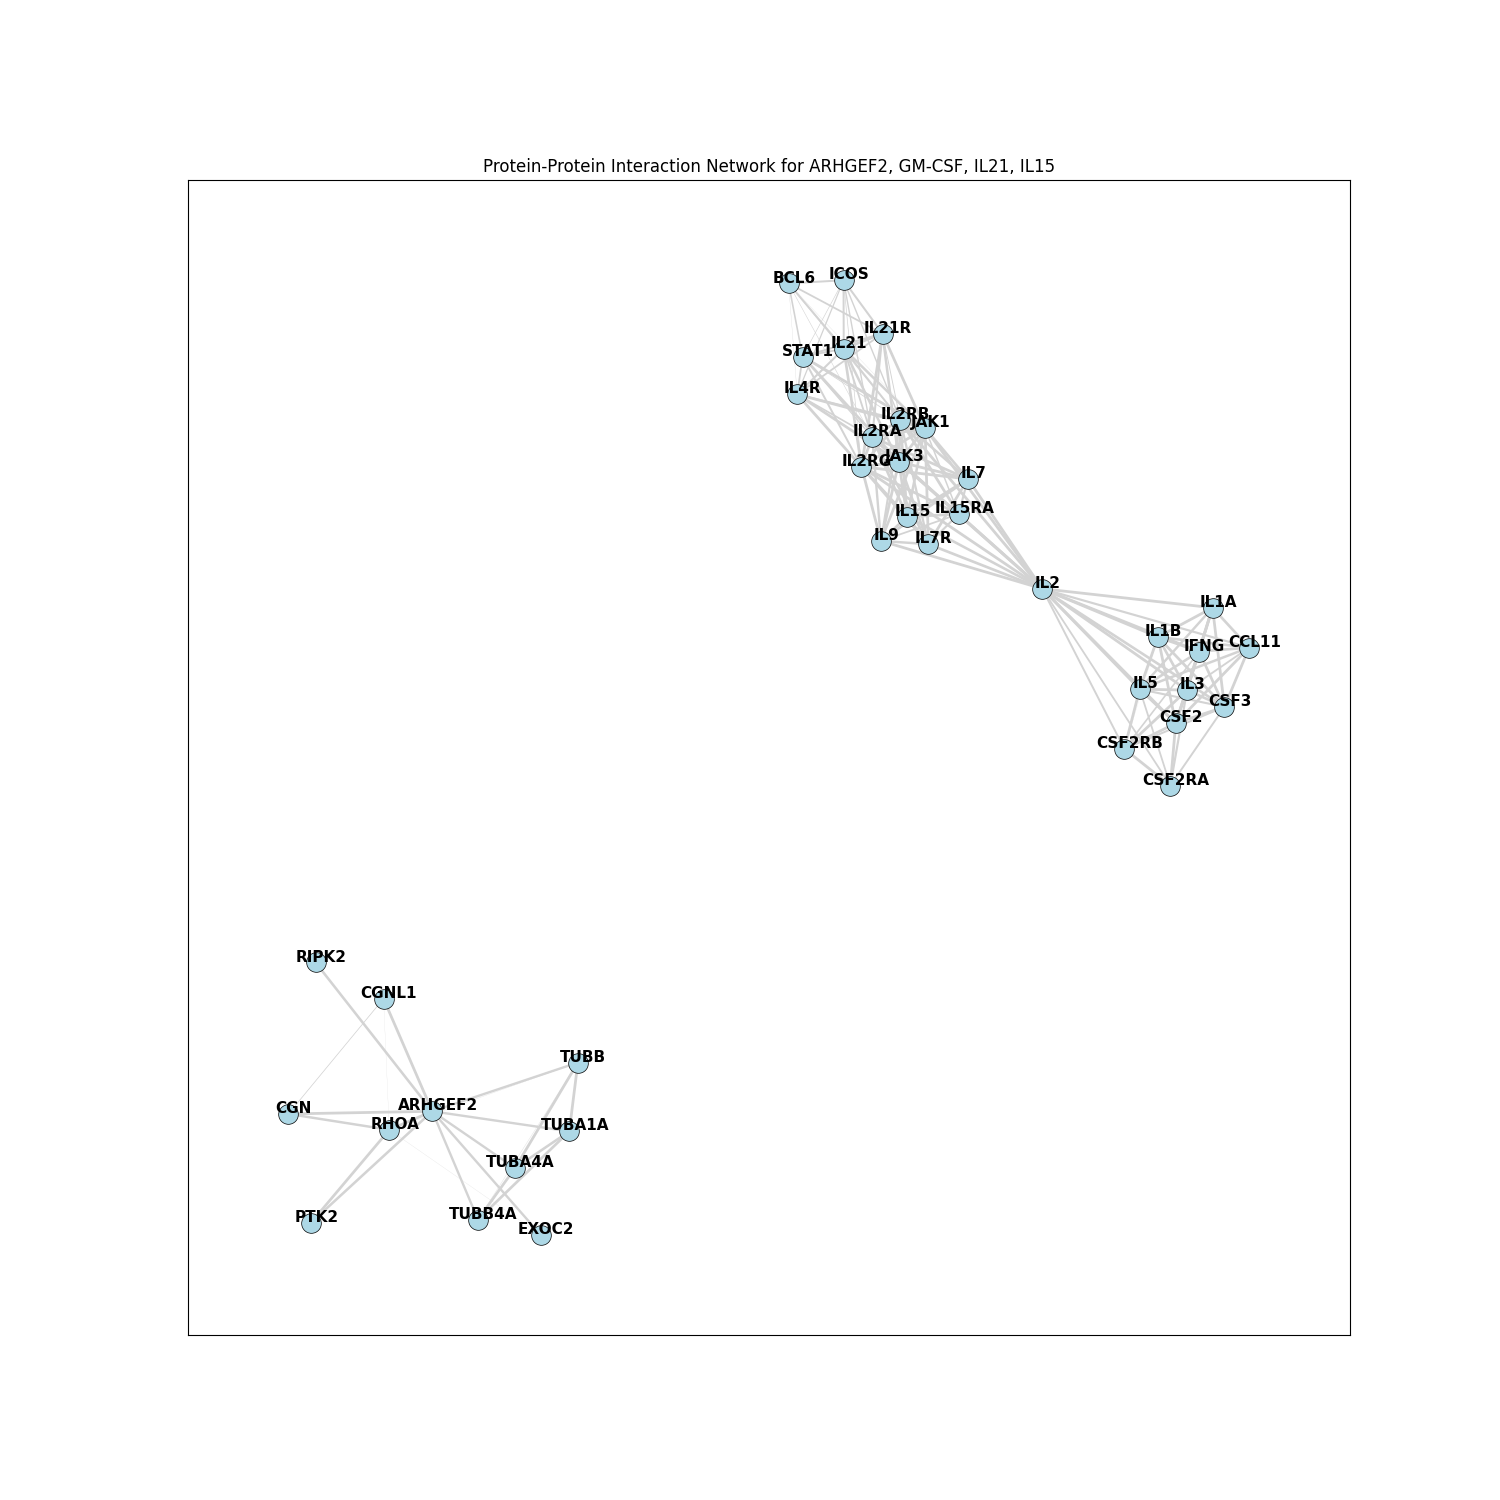 Protein-Protein Interaction Network for ARHGEF2, GM-CSF, IL21, IL15
BCL6
ICOS
IL21R
IL21
STAT1
IL4R
IL2RB
JAK1
IL2RA
JAK3
IL2RG
IL7
IL15RA
IL15
IL9
IL7R
IL2
IL1A
IL1B
CCL11
IFNG
IL5
IL3
CSF3
CSF2
CSF2RB
CSF2RA
RIPK2
CGNL1
TUBB
ARHGEF2
CGN
RHOA
TUBA1A
TUBA4A
PTK2
TUBB4A
EXOC2